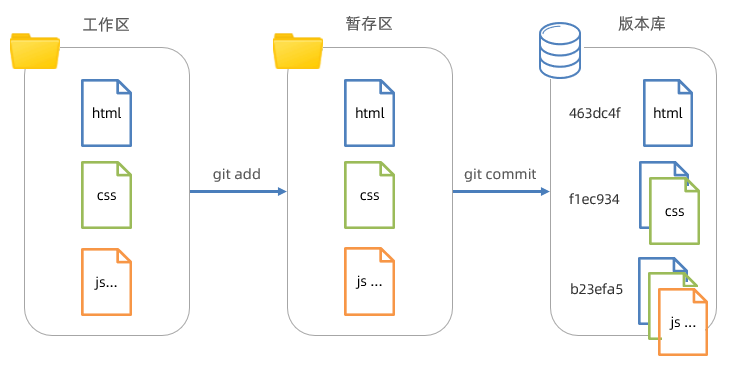 工作区
暂存区
版本库
html
html
463dc4f
html
git add
git commit
css
css
f1ec934
css
js...
js ...
b23efa5
js ...